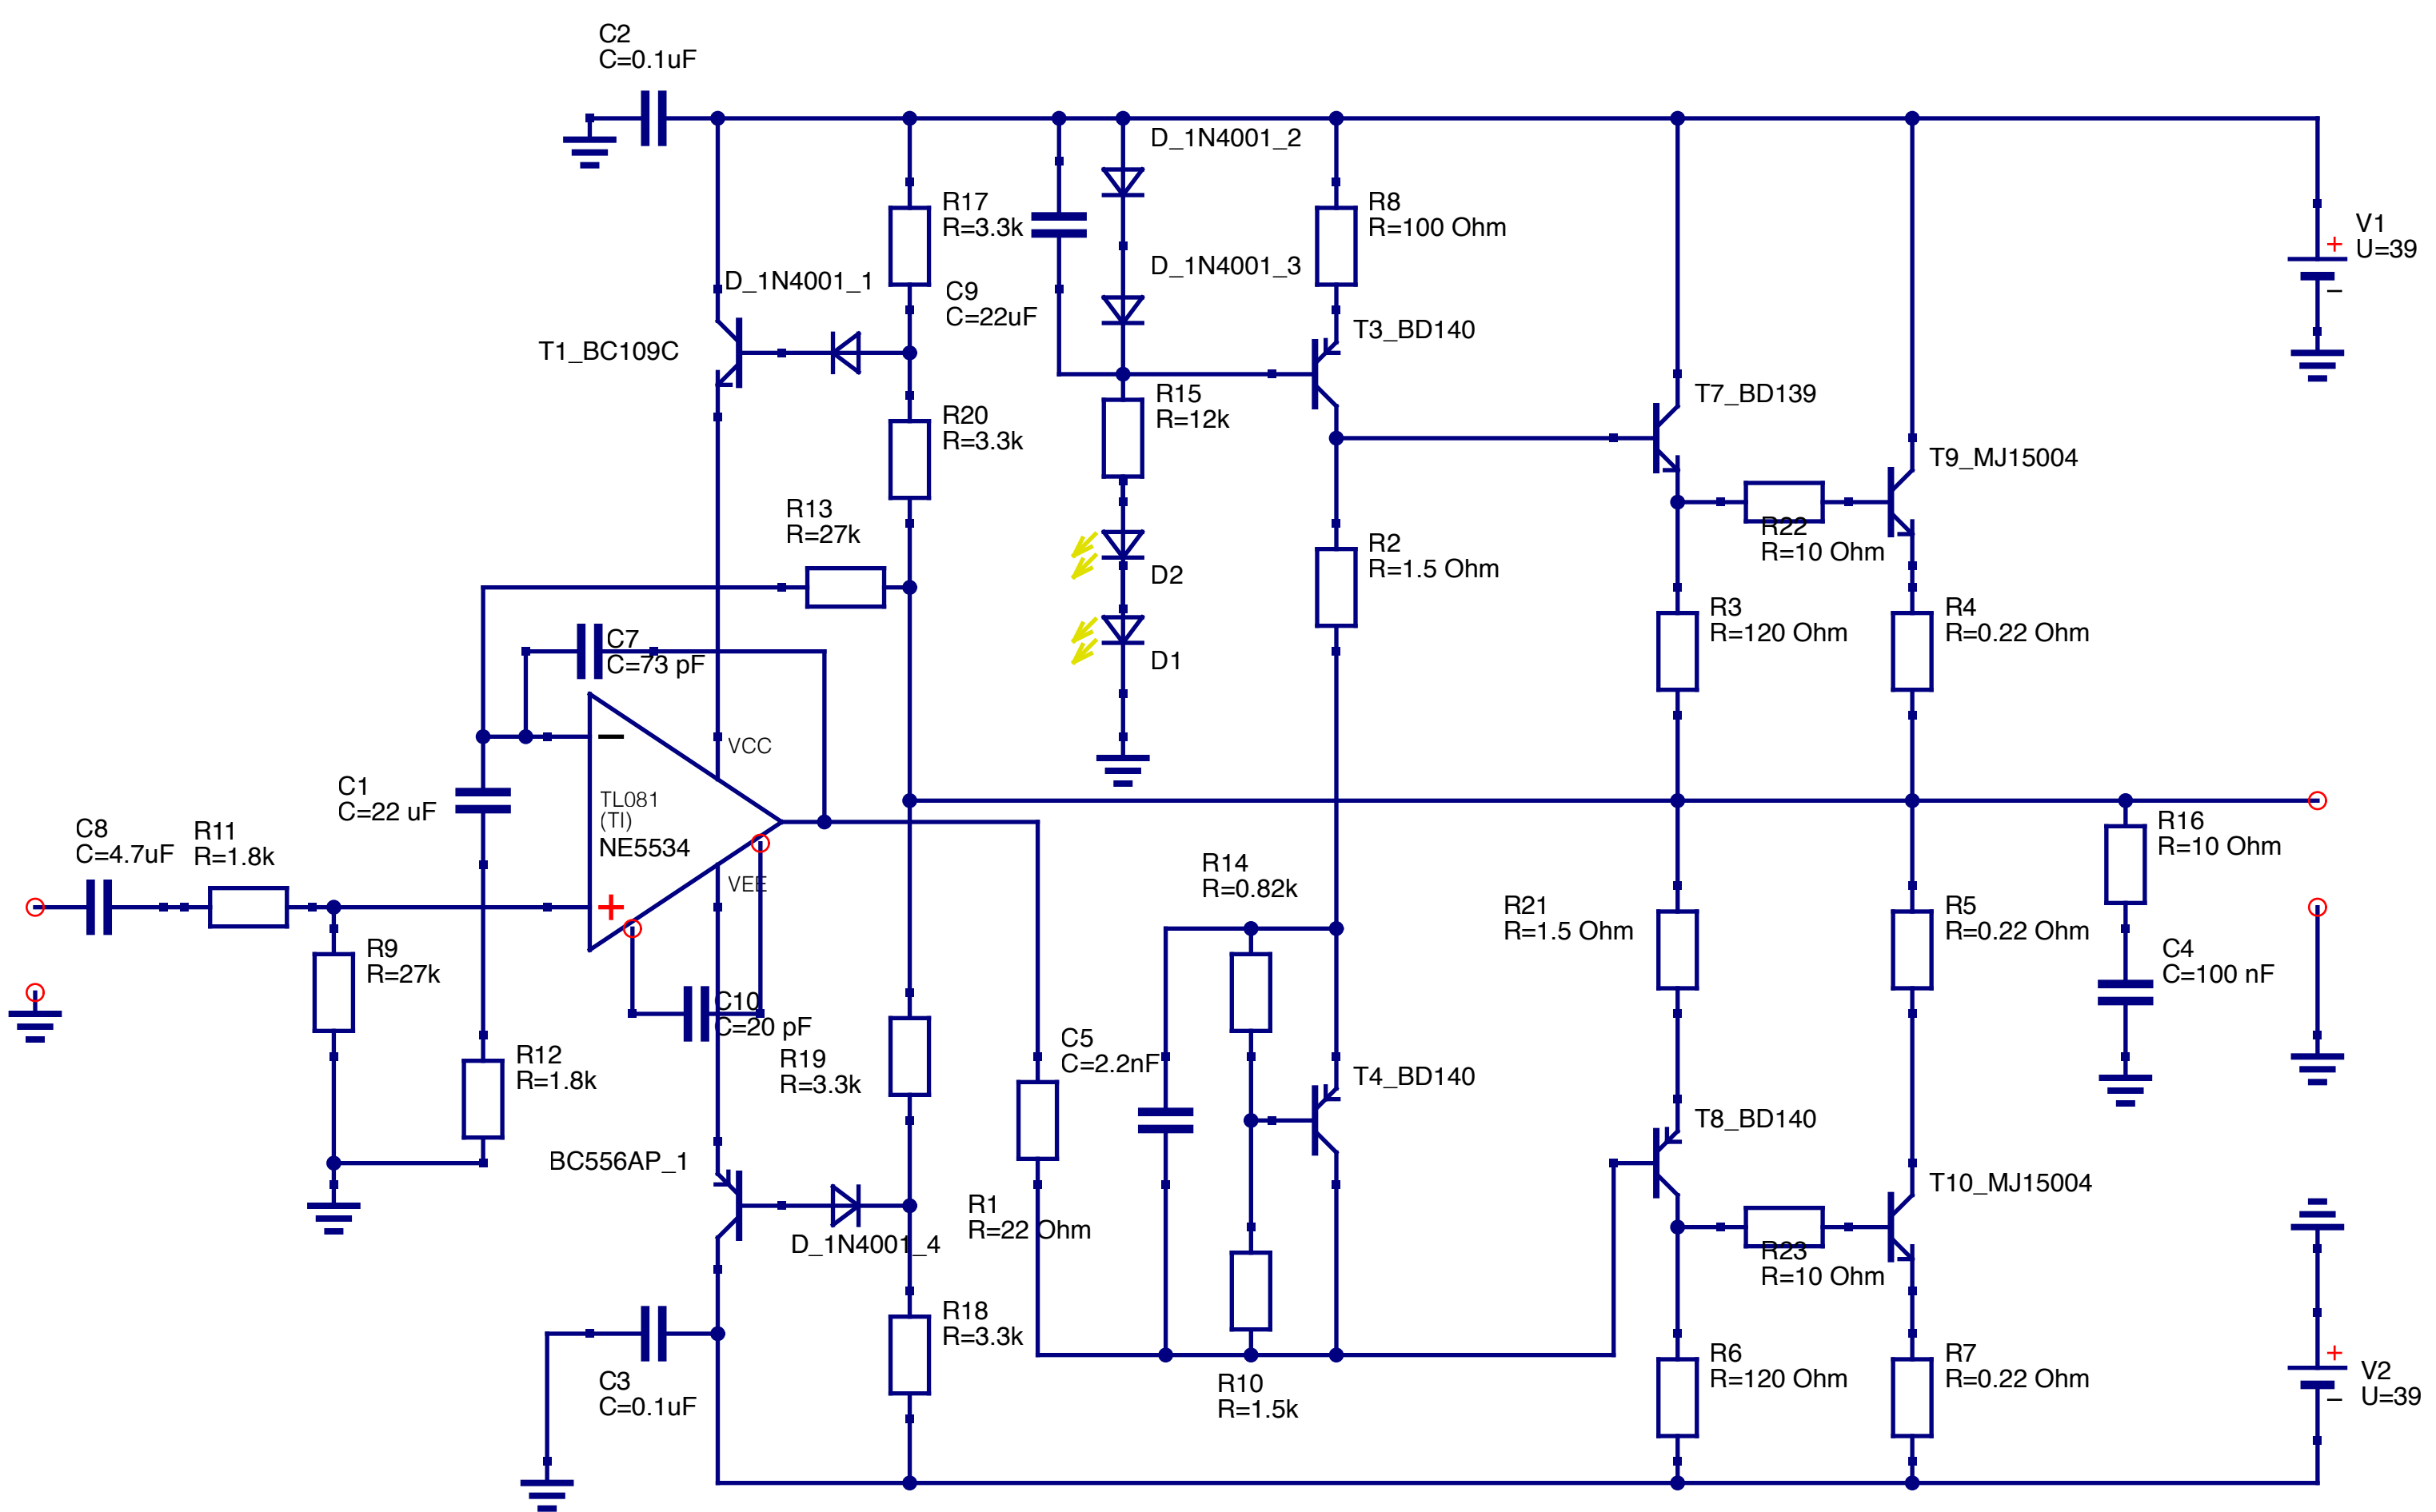 C2
C=0.1uF
D_1N4001_2
R17
R=3.3k
R8
R=100 Ohm
V1
U=39
+
−
D_1N4001_1
D_1N4001_3
C9
C=22uF
T1_BC109C
T3_BD140
R15
R=12k
T7_BD139
R20
R=3.3k
T9_MJ15004
R13
R=27k
R22
R=10 Ohm
R2
R=1.5 Ohm
D2
R3
R=120 Ohm
R4
R=0.22 Ohm
C7
C=73 pF
D1
−
VCC
C1
C=22 uF
TL081
(TI)
NE5534
C8
C=4.7uF
R11
R=1.8k
R16
R=10 Ohm
VEE
+
R14
R=0.82k
R21
R=1.5 Ohm
R5
R=0.22 Ohm
R9
R=27k
C4
C=100 nF
C10
C=20 pF
R12
R=1.8k
R19
R=3.3k
C5
C=2.2nF
T4_BD140
T8_BD140
BC556AP_1
T10_MJ15004
R1
R=22 Ohm
D_1N4001_4
R23
R=10 Ohm
R18
R=3.3k
R6
R=120 Ohm
R7
R=0.22 Ohm
+
−
V2
U=39
C3
C=0.1uF
R10
R=1.5k